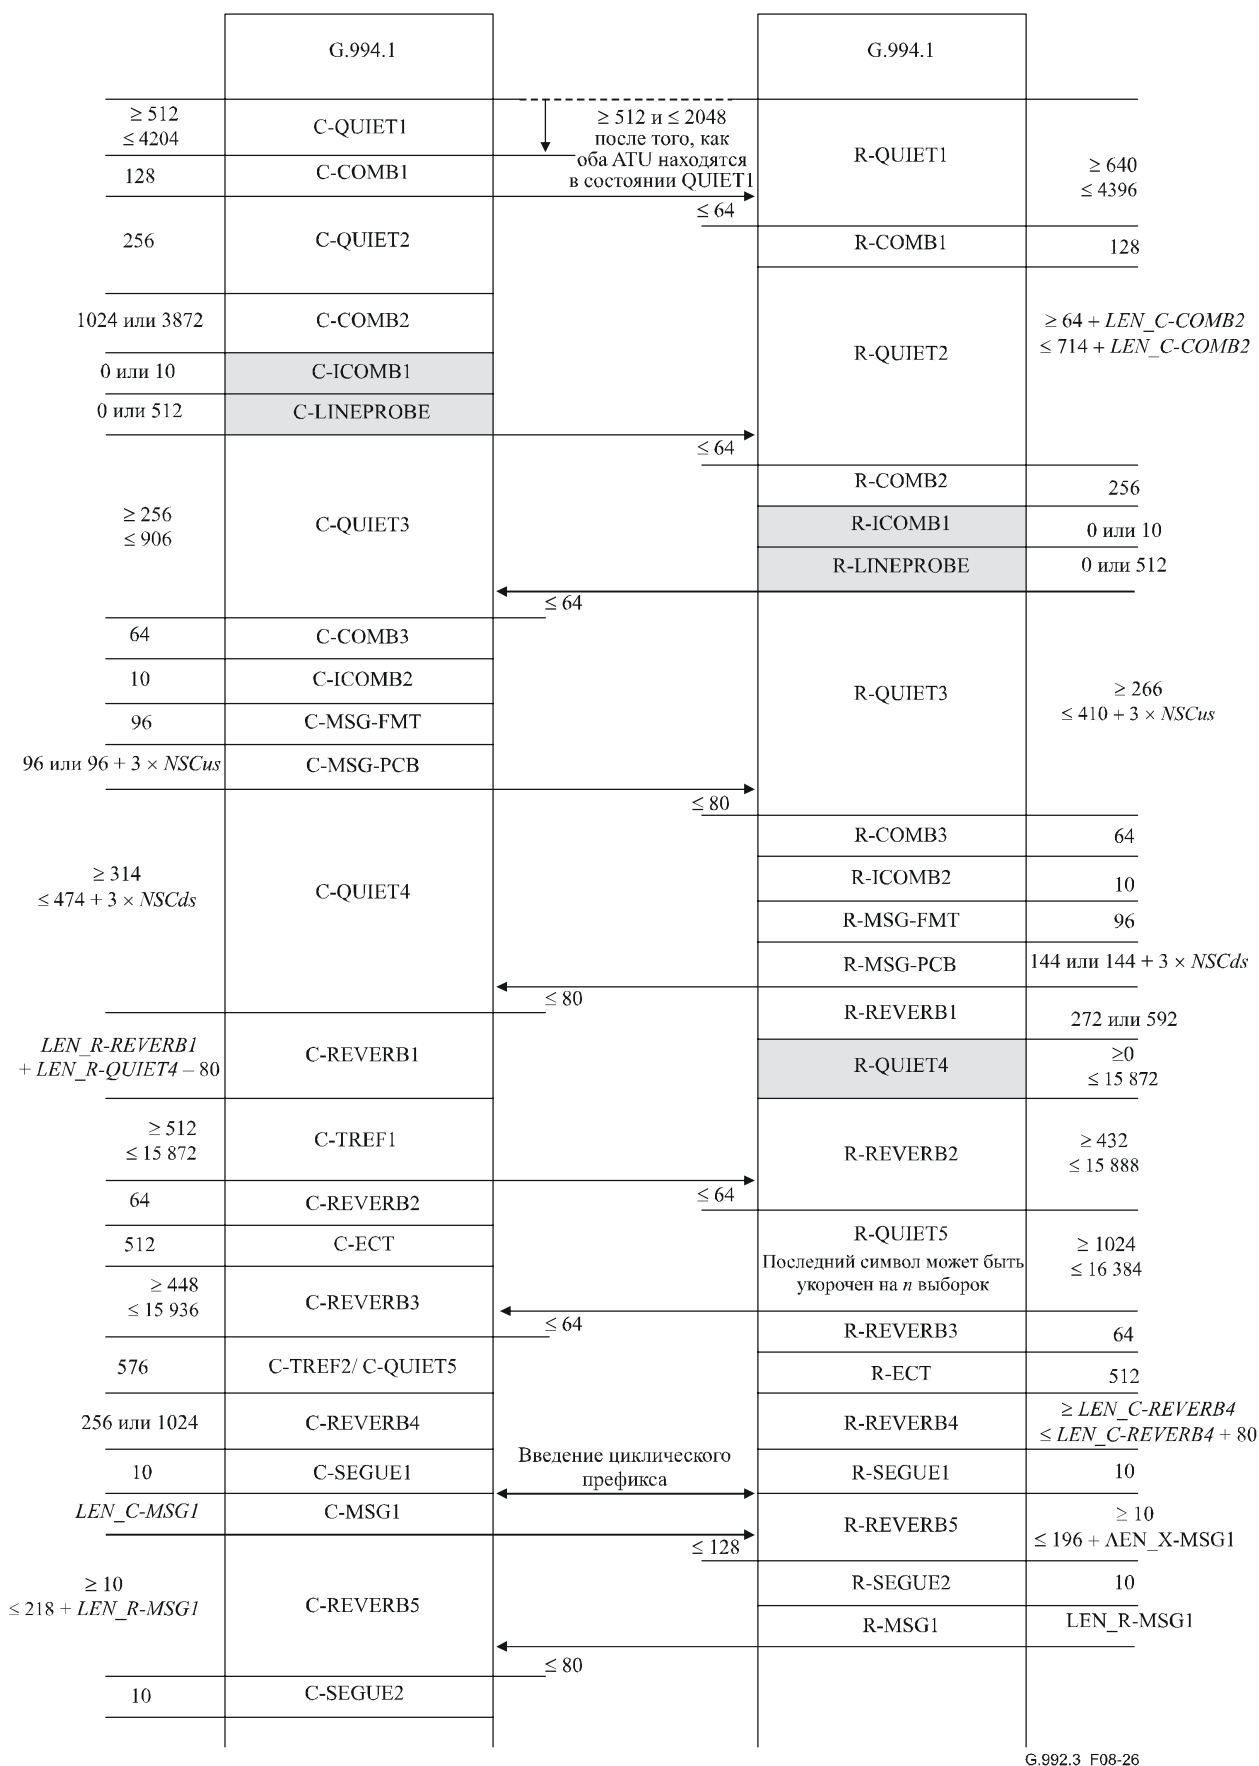 G.994.1
G.994.1
≥ 512
≤ 4204
C-QUIET1
≥ 512 и ≤ 2048
после того, как
оба ATU находятся
в состоянии QUIET1
R-QUIET1
≥ 640
≤ 4396
128
C-COMB1
≤ 64
256
C-QUIET2
R-COMB1
128
1024 или 3872
C-COMB2
R-QUIET2
≥ 64 + LEN_C-COMB2
≤ 714 + LEN_C-COMB2
0 или 10
C-ICOMB1
0 или 512
C-LINEPROBE
≤ 64
R-COMB2
256
≥ 256
≤ 906
C-QUIET3
R-ICOMB1
0 или 10
R-LINEPROBE
0 или 512
≤ 64
64
C-COMB3
10
C-ICOMB2
R-QUIET3
≥ 266
≤ 410 + 3 × NSCus
96
C-MSG-FMT
96 или 96 + 3 × NSCus
C-MSG-PCB
≤ 80
R-COMB3
64
≥ 314
≤ 474 + 3 × NSCds
C-QUIET4
R-ICOMB2
10
R-MSG-FMT
96
R-MSG-PCB
144 или 144 + 3 × NSCds
≤ 80
R-REVERB1
272 или 592
LEN_R-REVERB1
+ LEN_R-QUIET4 – 80
C-REVERB1
R-QUIET4
≥0
≤ 15 872
≥ 512
≤ 15 872
C-TREF1
R-REVERB2
≥ 432
≤ 15 888
64
C-REVERB2
≤ 64
512
C-ECT
R-QUIET5
Последний символ может быть
укорочен на n выборок
≥ 1024
≤ 16 384
≥ 448
≤ 15 936
C-REVERB3
≤ 64
R-REVERB3
64
576
C-TREF2/ C-QUIET5
R-ECT
512
256 или 1024
C-REVERB4
R-REVERB4
≥ LEN_C-REVERB4
≤ LEN_C-REVERB4 + 80
10
C-SEGUE1
Введение циклического
префикса
R-SEGUE1
10
LEN_C-MSG1
C-MSG1
R-REVERB5
≥ 10
≤ 196 + ΛEN_X-MSG1
≤ 128
≥ 10
≤ 218 + LEN_R-MSG1
C-REVERB5
R-SEGUE2
10
R-MSG1
LEN_R-MSG1
≤ 80
10
C-SEGUE2
G.992.3_F08-26